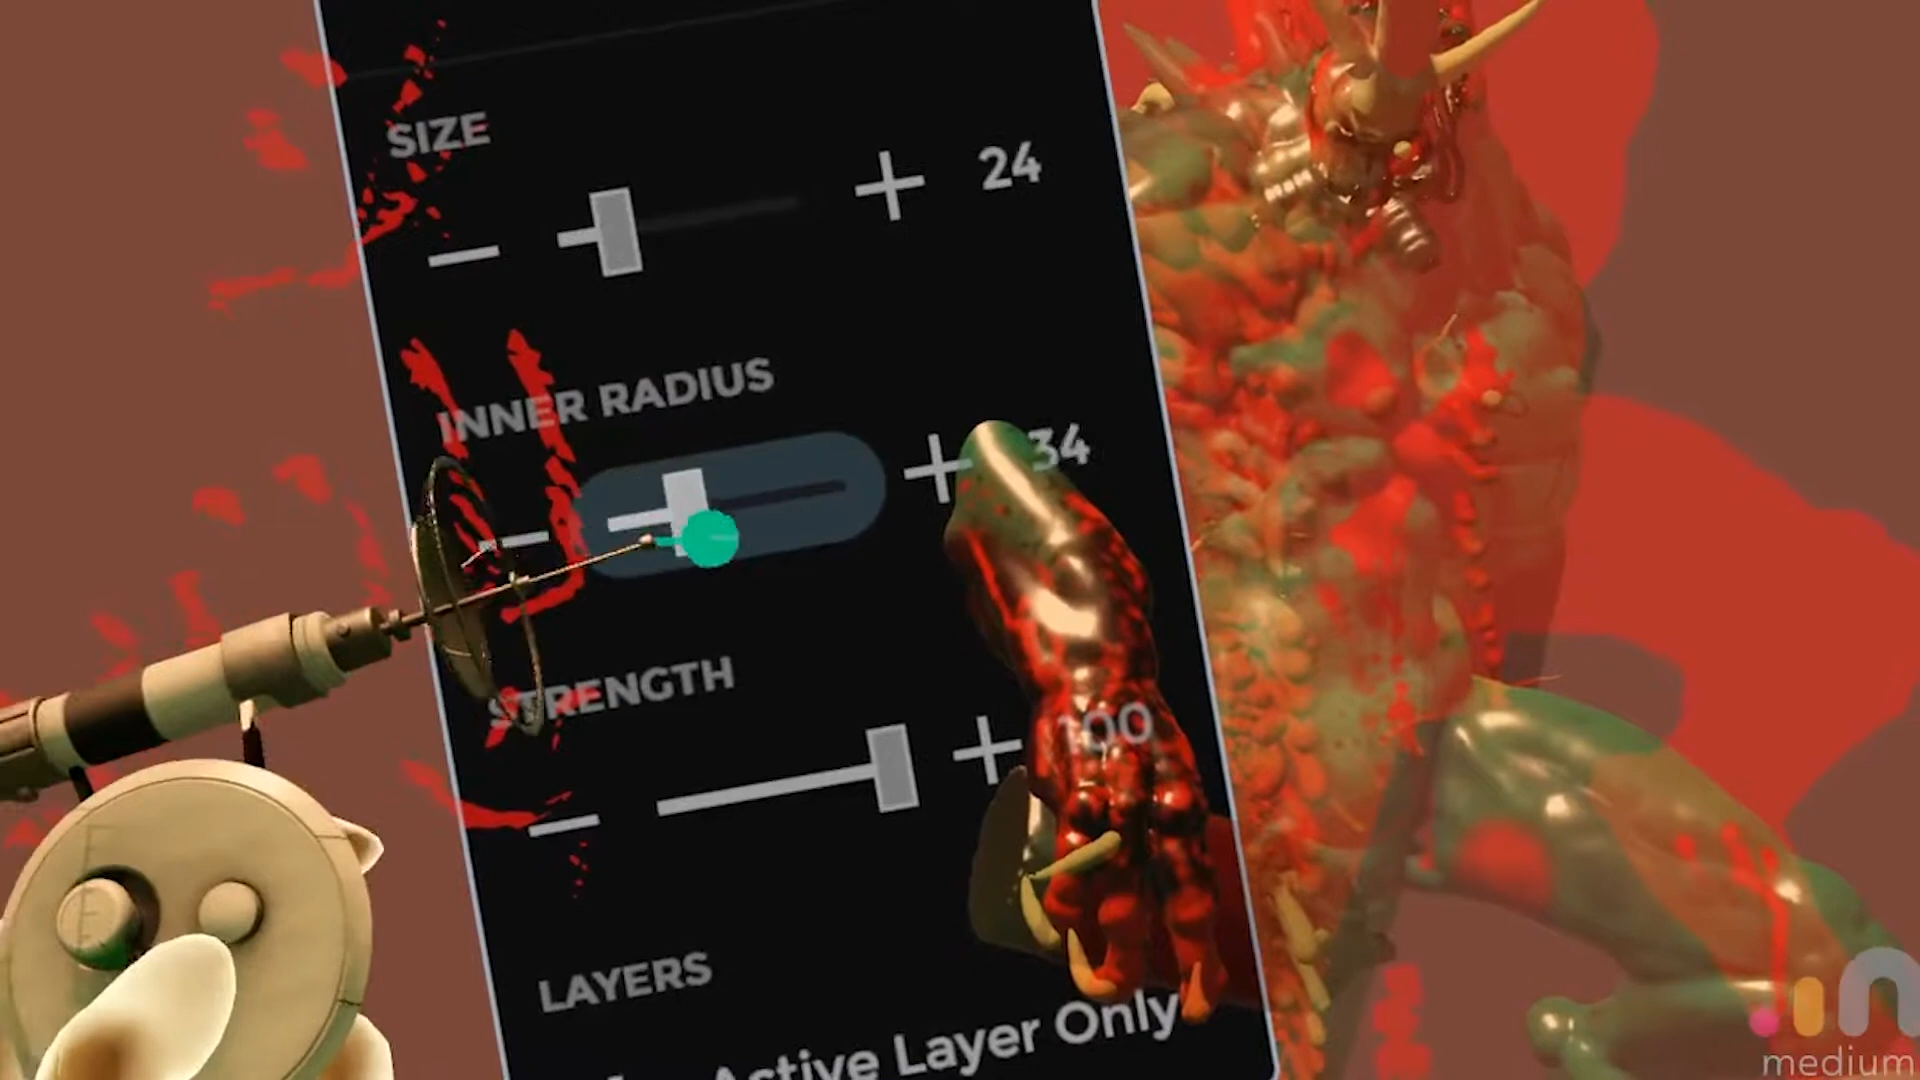 SIZE
24
INNER RADIUS
34
STRENGTH
100
LAYERS
Active Layer Only
medium